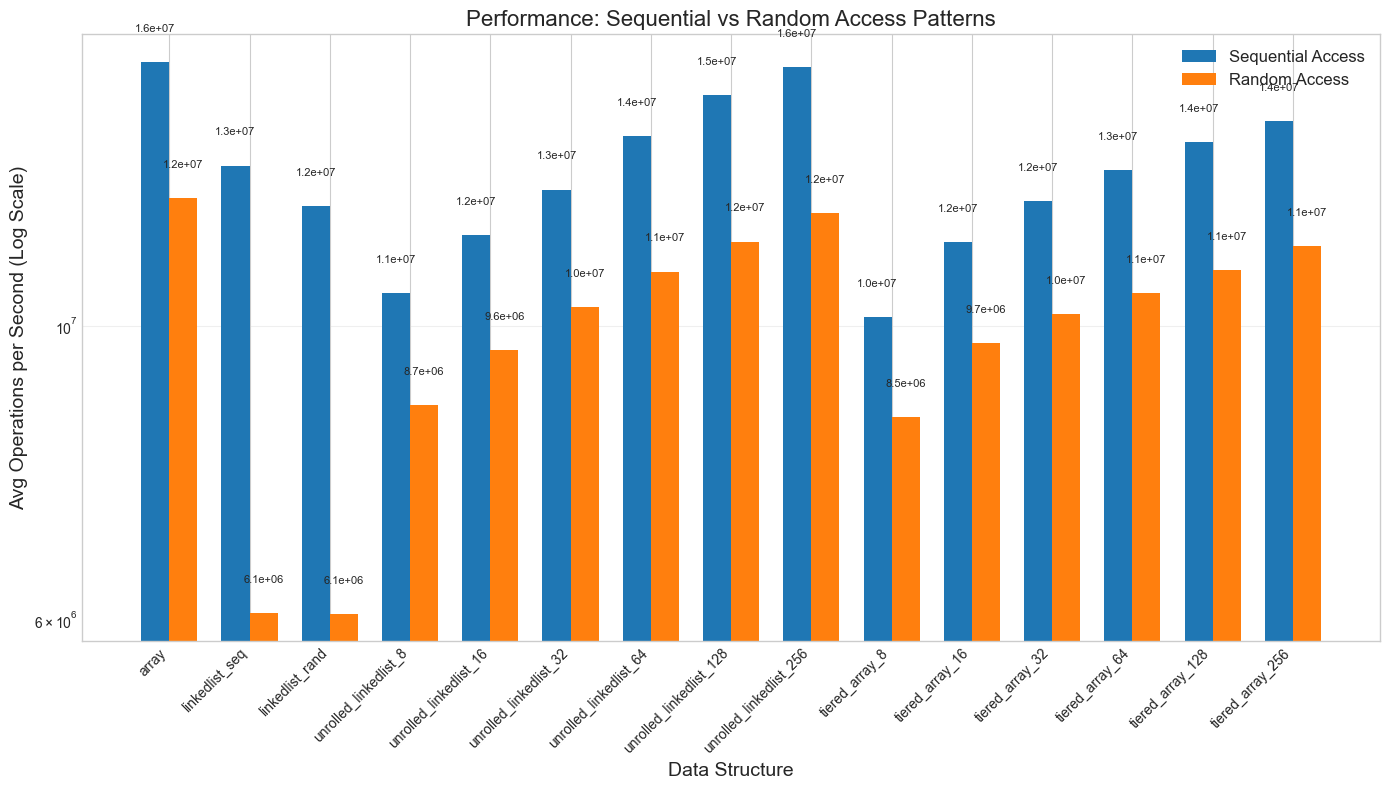 Performance: Sequential vs Random Access Patterns
Sequential Access
Random Access
Avg Operations per Second (Log Scale)
10^7
6 × 10^6
1.6e+07
1.2e+07
1.3e+07
6.1e+06
1.2e+07
6.1e+06
1.1e+07
8.7e+06
1.2e+07
9.6e+06
1.3e+07
1.0e+07
1.4e+07
1.1e+07
1.5e+07
1.2e+07
1.6e+07
1.2e+07
1.0e+07
8.5e+06
1.2e+07
9.7e+06
1.2e+07
1.0e+07
1.3e+07
1.1e+07
1.4e+07
1.1e+07
1.4e+07
1.1e+07
array
linkedlist_seq
linkedlist_rand
unrolled_linkedlist_8
unrolled_linkedlist_16
unrolled_linkedlist_32
unrolled_linkedlist_64
unrolled_linkedlist_128
unrolled_linkedlist_256
tiered_array_8
tiered_array_16
tiered_array_32
tiered_array_64
tiered_array_128
tiered_array_256
Data Structure